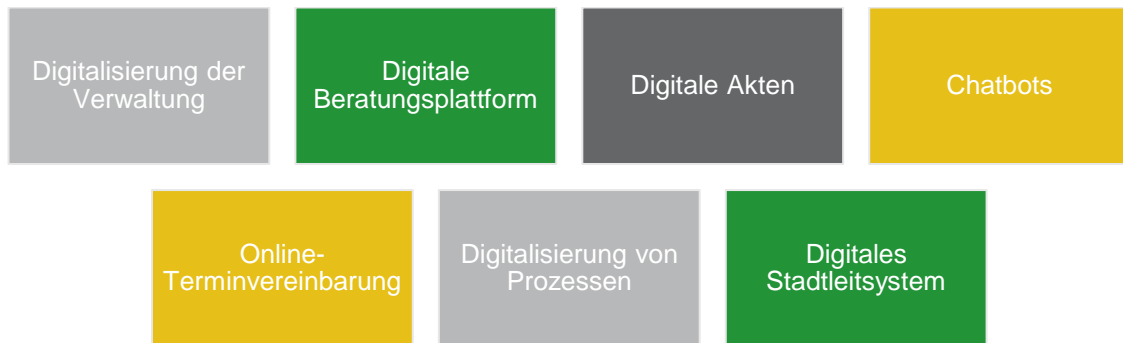 Digitalisierung der
Verwaltung
Digitale
Beratungsplattform
Digitale Akten
Chatbots
Online-
Terminvereinbarung
Digitalisierung von
Prozessen
Digitales
Stadtleitsystem